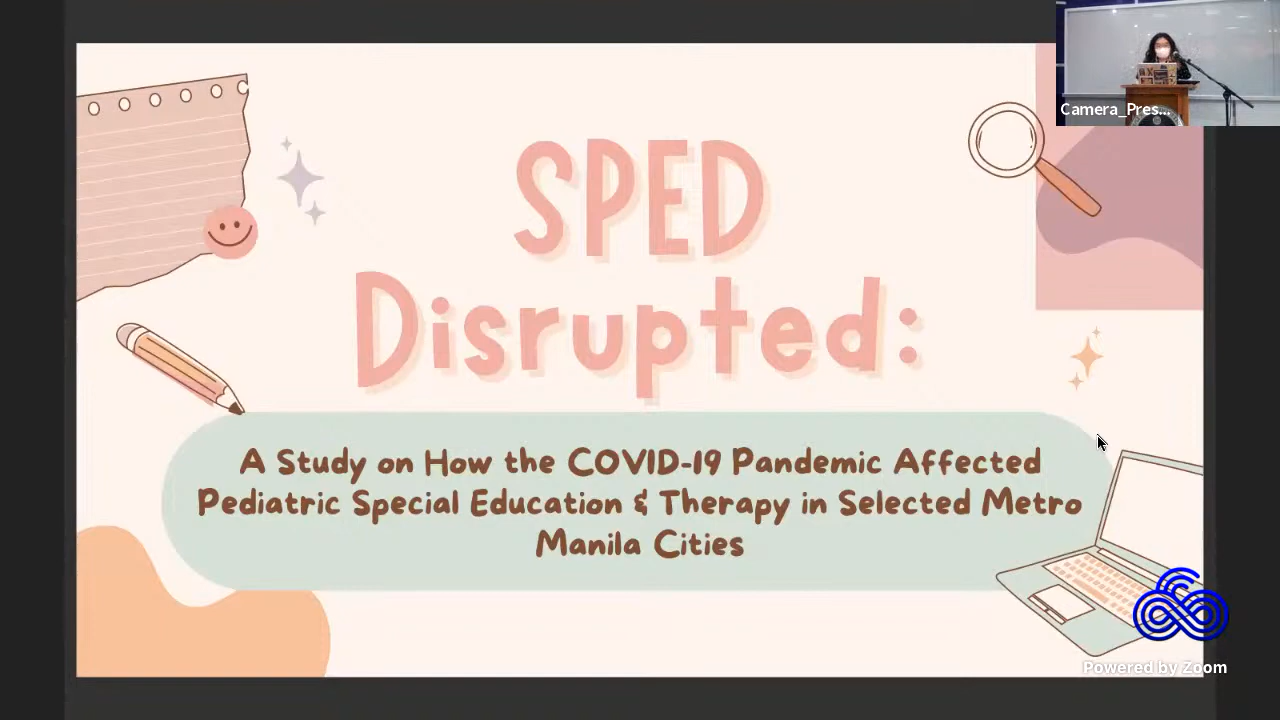 Camera_Pres...
SPED
Disrupted:
A Study on How the COVID-19 Pandemic Affected
Pediatric Special Education & Therapy in Selected Metro
Manila Cities
Powered by Zoom